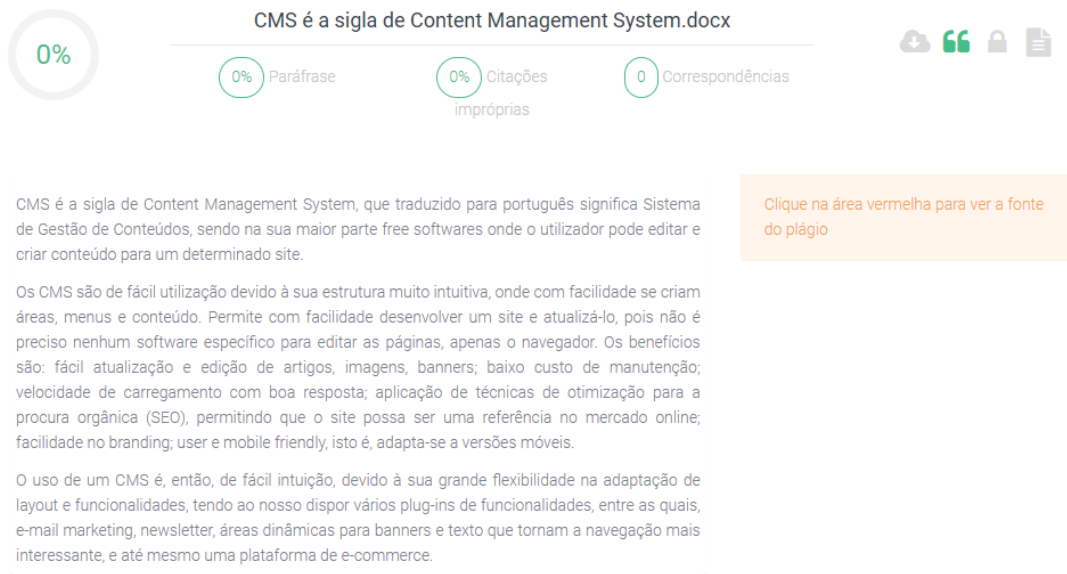 CMS é a sigla de Content Management System.docx
0%
0% Paráfrase
0% Citações impróprias
0 Correspondências
CMS é a sigla de Content Management System, que traduzido para português significa Sistema
de Gestão de Conteúdos, sendo na sua maior parte free softwares onde o utilizador pode editar e
criar conteúdo para um determinado site.
Os CMS são de fácil utilização devido à sua estrutura muito intuitiva, onde com facilidade se criam
áreas, menus e conteúdo. Permite com facilidade desenvolver um site e atualizá-lo, pois não é
preciso nenhum software específico para editar as páginas, apenas o navegador. Os benefícios
são: fácil atualização e edição de artigos, imagens, banners; baixo custo de manutenção;
velocidade de carregamento com boa resposta; aplicação de técnicas de otimização para a
procura orgânica (SEO), permitindo que o site possa ser uma referência no mercado online;
facilidade no branding; user e mobile friendly, isto é, adapta-se a versões móveis.
O uso de um CMS é, então, de fácil intuição, devido à sua grande flexibilidade na adaptação de
layout e funcionalidades, tendo ao nosso dispor vários plug-ins de funcionalidades, entre as quais,
e-mail marketing, newsletter, áreas dinâmicas para banners e texto que tornam a navegação mais
interessante, e até mesmo uma plataforma de e-commerce.
Clique na área vermelha para ver a fonte
do plágio